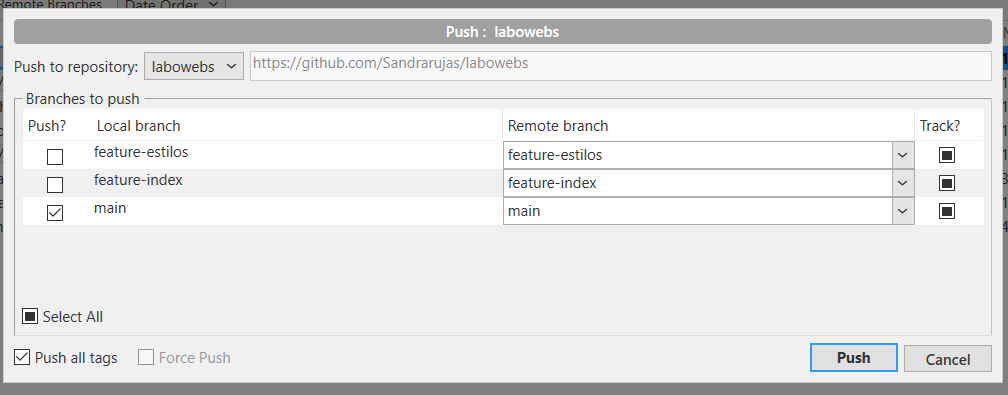 Remote Branches Date Order
Push : labowebs
Push to repository: labowebs https://github.com/Sandrarujas/labowebs
Branches to push
Push? Local branch Remote branch Track?
feature-estilos feature-estilos
feature-index feature-index
main main
Select All
Push all tags Force Push Push Cancel